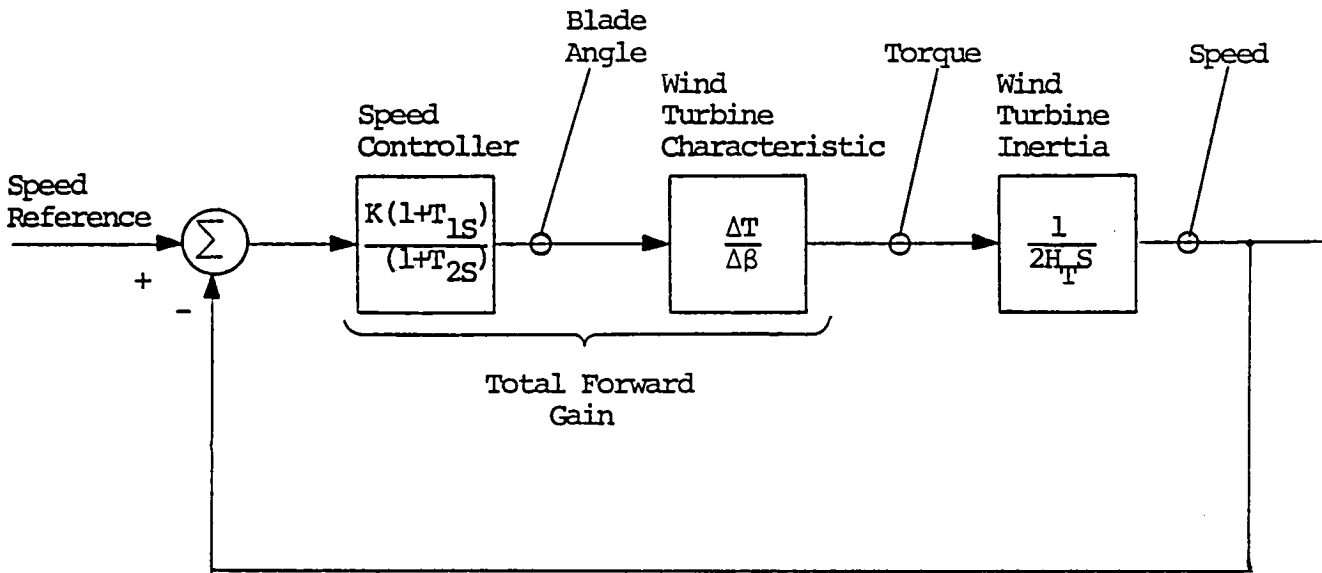 Blade
Angle
Torque
Speed
Wind
Turbine
Characteristic
Wind
Turbine
Inertia
Speed
Controller
Speed
Reference
Σ
K(1+T1S)
(1+T2S)
ΔT
Δβ
1
2HTS
+
-
Total Forward
Gain